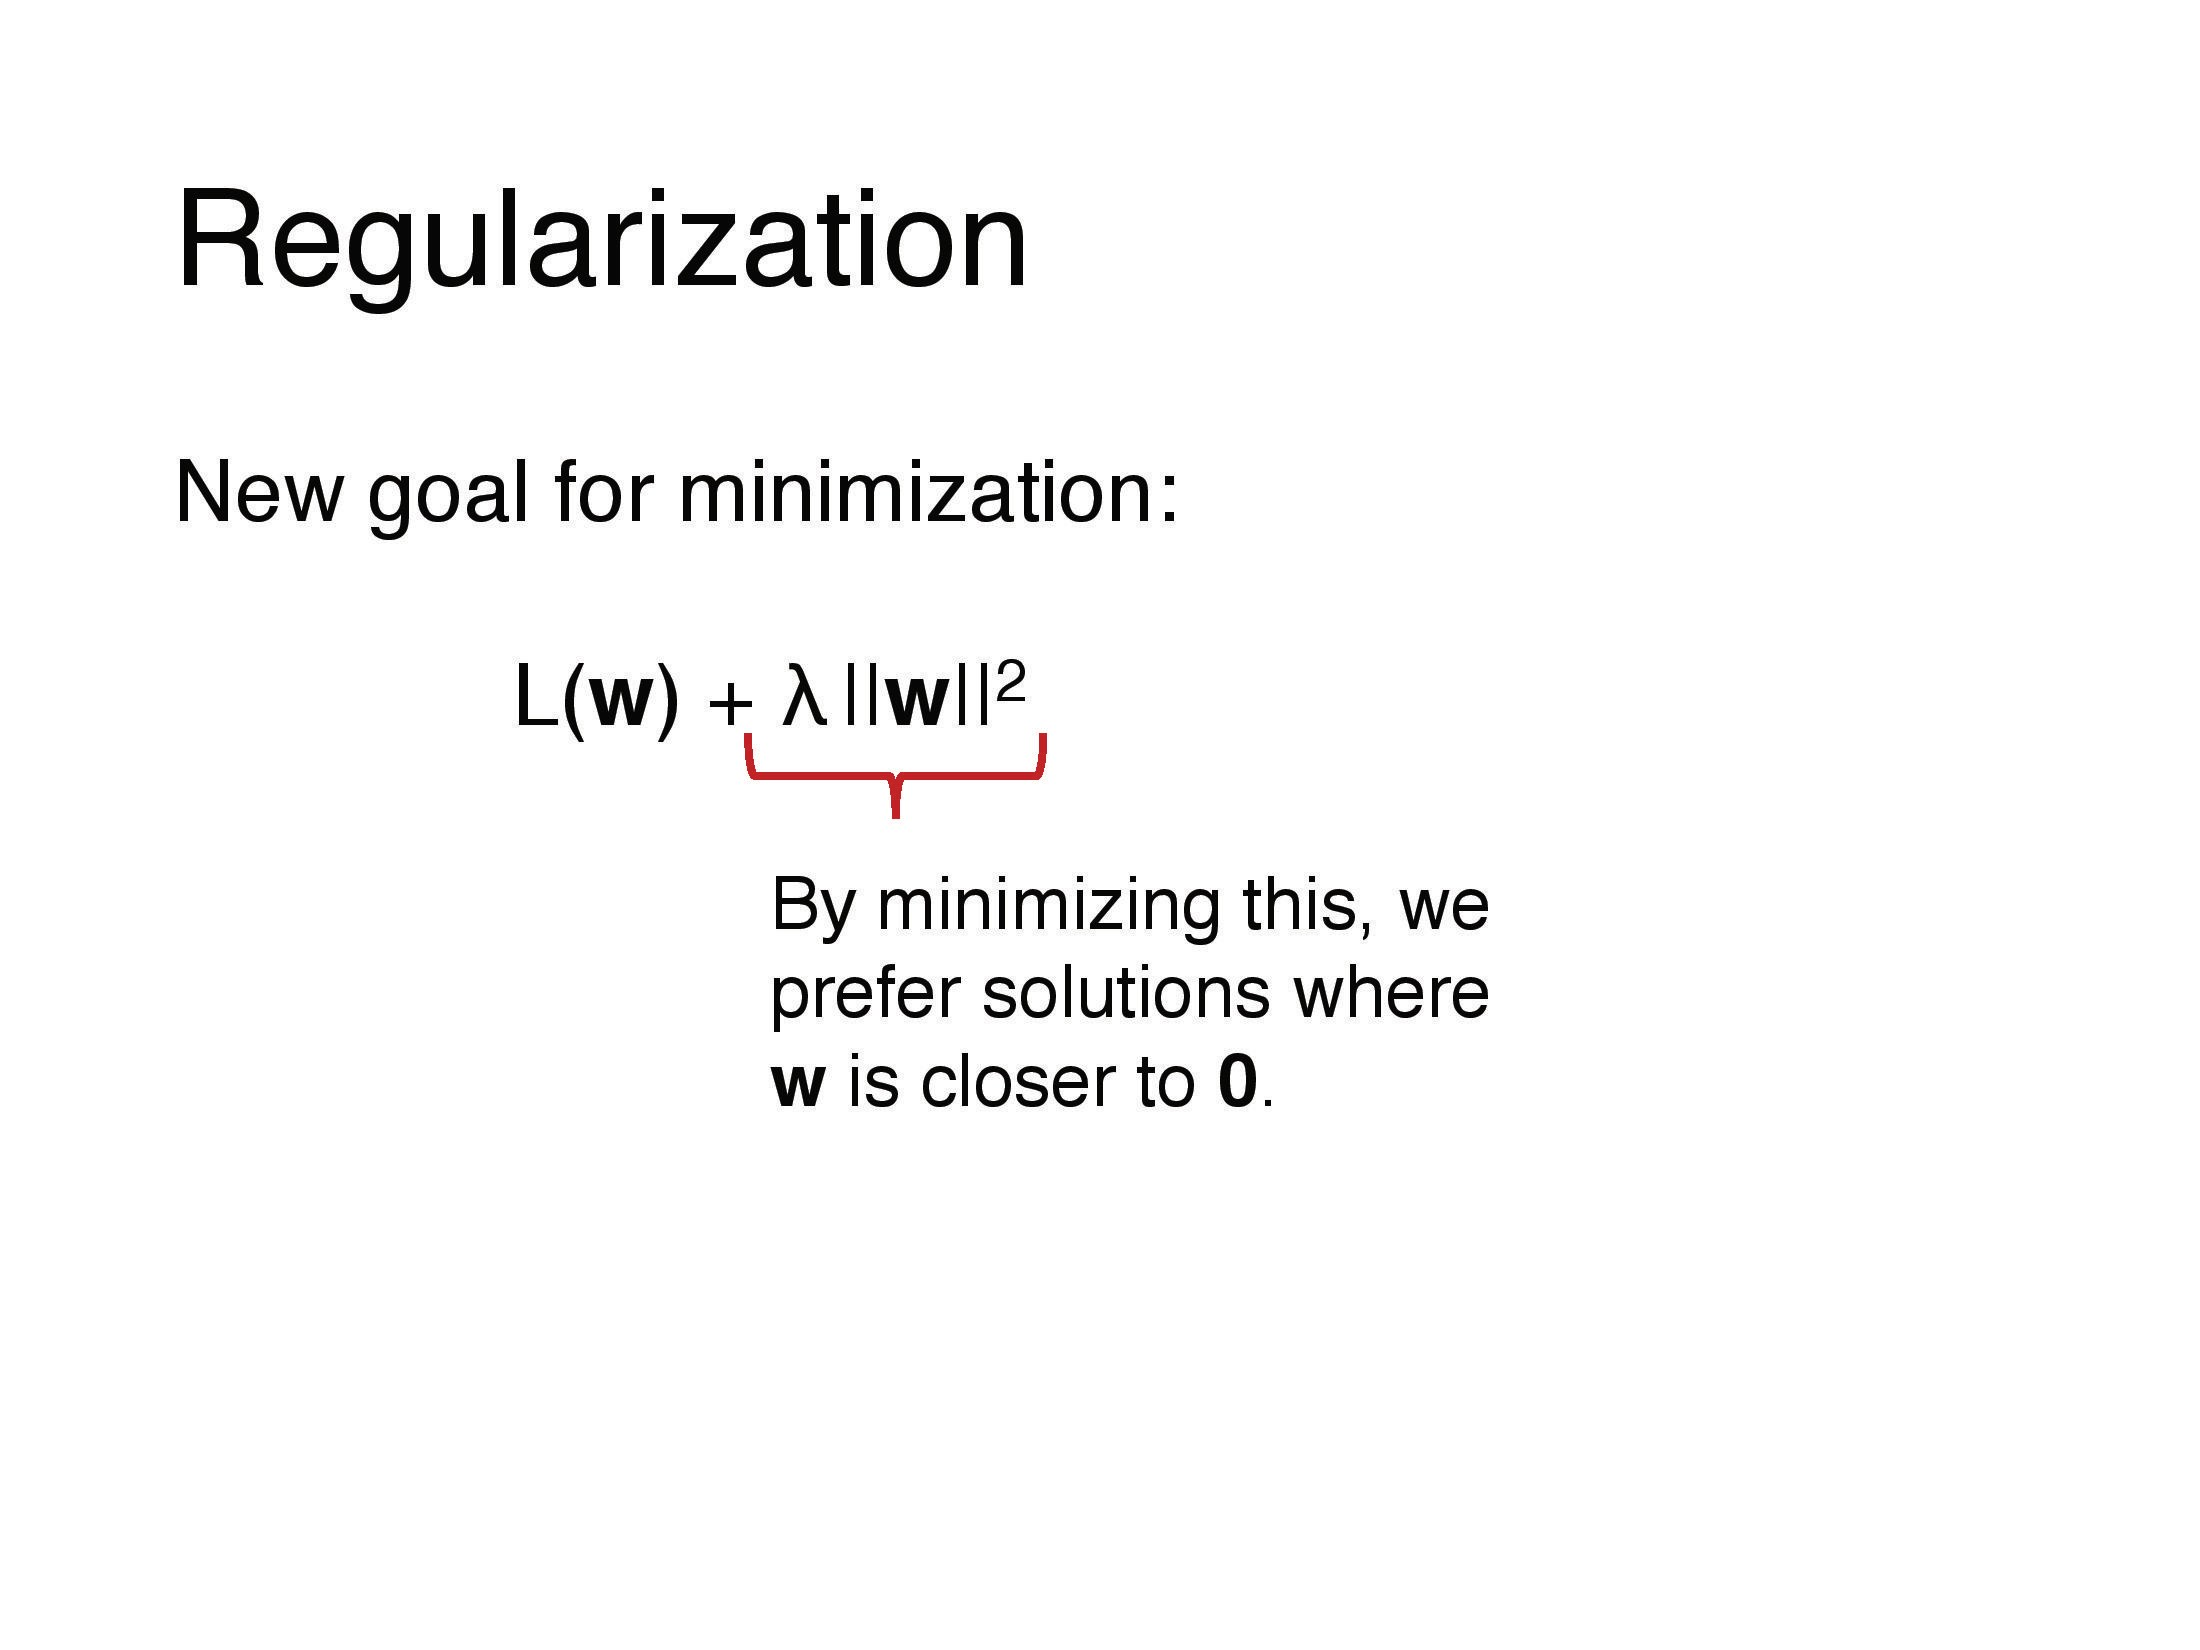 Regularization
New goal for minimization:
L(w) + λ ||w||²
By minimizing this, we
prefer solutions where
w is closer to 0.